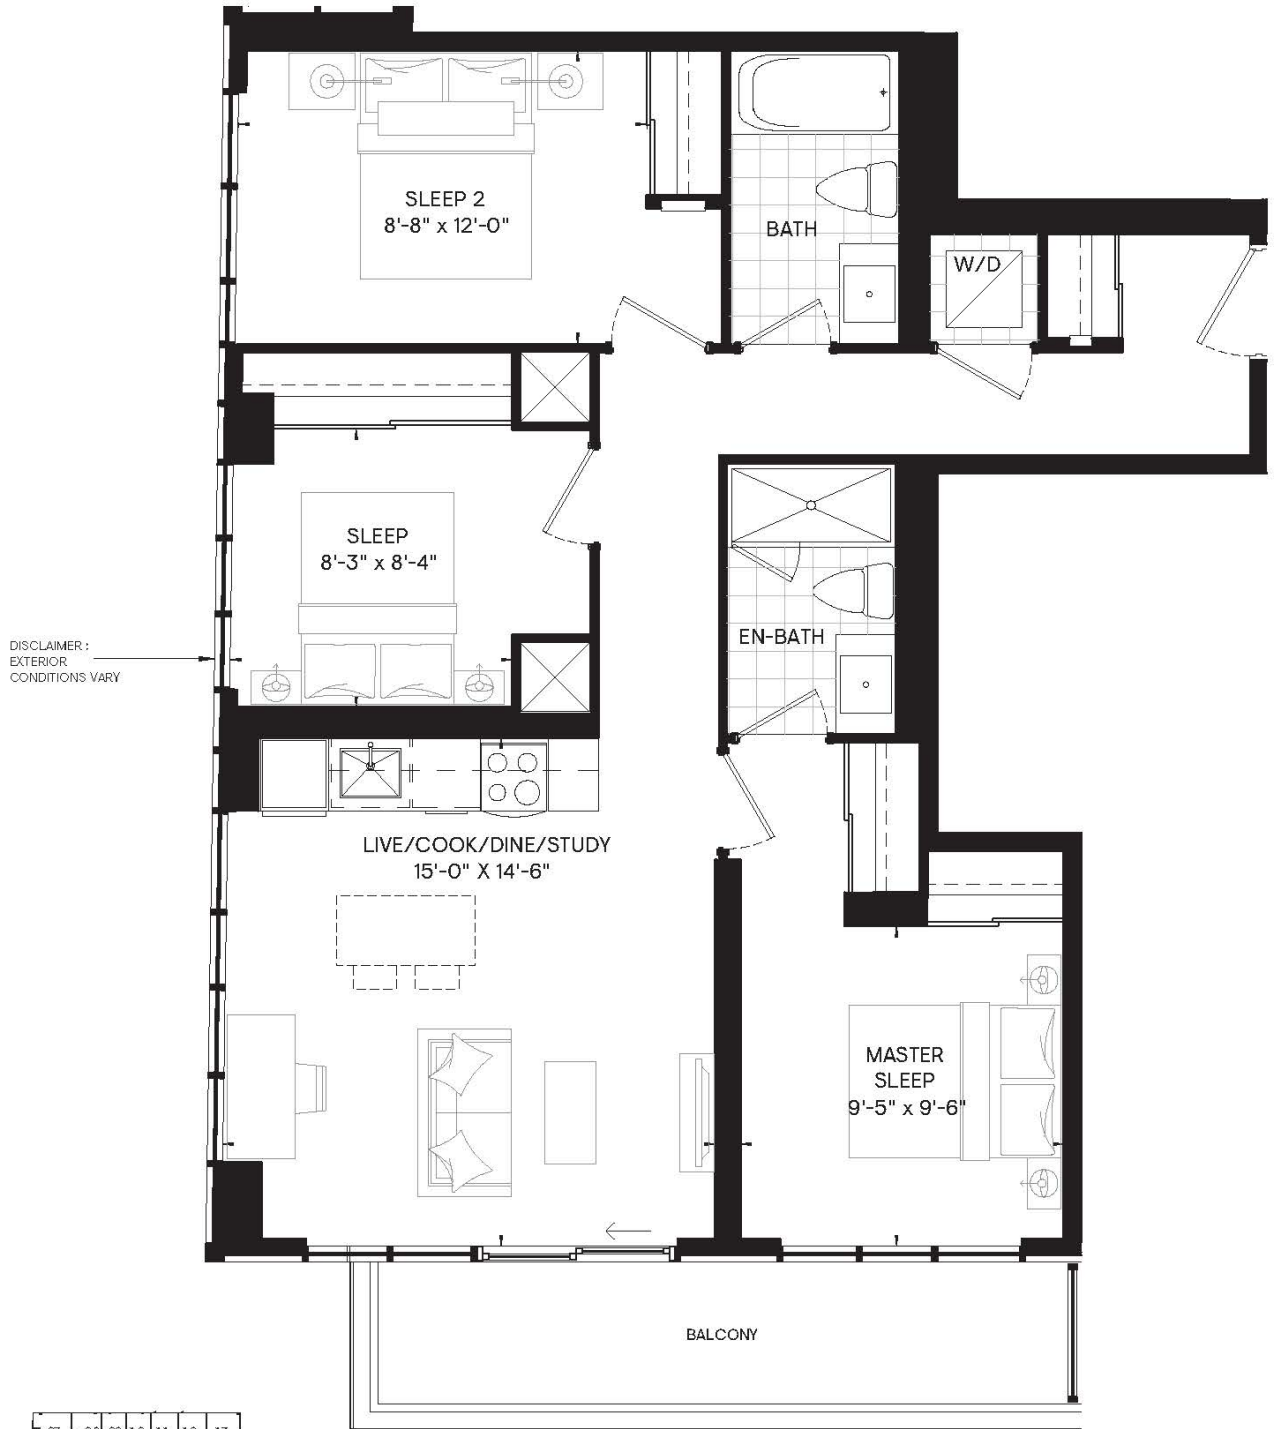 SLEEP 2
8'-8" x 12'-0"
BATH
W/D
SLEEP
8'-3" x 8'-4"
EN-BATH
DISCLAIMER :
EXTERIOR
CONDITIONS VARY
LIVE/COOK/DINE/STUDY
15'-0" X 14'-6"
MASTER
SLEEP
9'-5" x 9'-6"
BALCONY